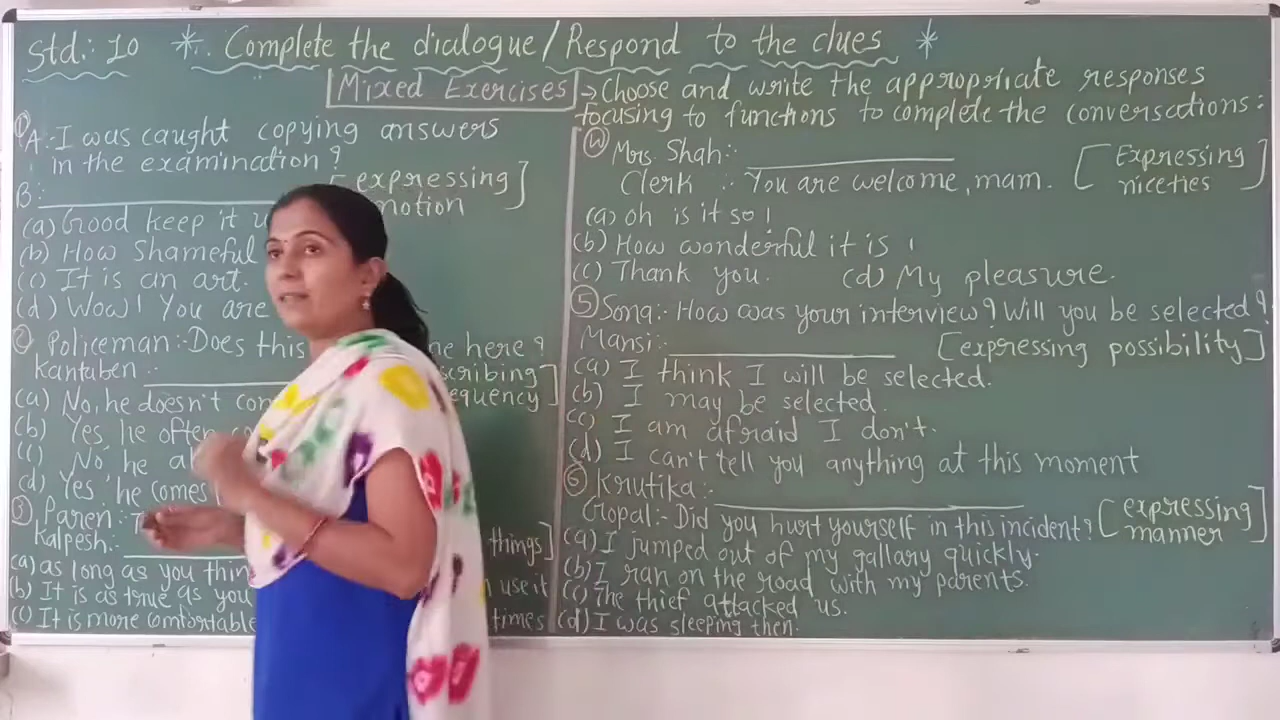 Std: 10 * . Complete the dialogue/Respond to the clues *
Mixed Exercises → Choose and write the appropriate responses
focusing to functions to complete the conversations:
① A:- I was caught copying answers
in the examination?
[expressing
B:
(a) Good keep it
(b) How Shameful
(c) It is an art.
(d) Wow! You are
② Policeman:- Does this here?
Kantaben :-
(a) No, he doesn't
(b) Yes, he often
(c) No he
(d) Yes, he comes
③ Paren:-
Kalpesh:- things]
(a) as long as you
(b) It is as true as you use it
(c) It is more comfortable times
④ Mrs. Shah:- [Expressing
Clerk :- You are welcome, mam. niceties]
(a) oh is it so!
(b) How wonderful it is !
(c) Thank you. (d) My pleasure.
⑤ Sona:- How was your interview? Will you be selected?
Mansi:- [expressing possibility]
(a) I think I will be selected.
(b) I may be selected.
(c) I am afraid I don't.
(d) I can't tell you anything at this moment
⑥ Krutika:-
Gopal:- Did you hurt yourself in this incident? [expressing manner]
(a) I jumped out of my gallary quickly.
(b) I ran on the road with my parents.
(c) The thief attacked us.
(d) I was sleeping then.